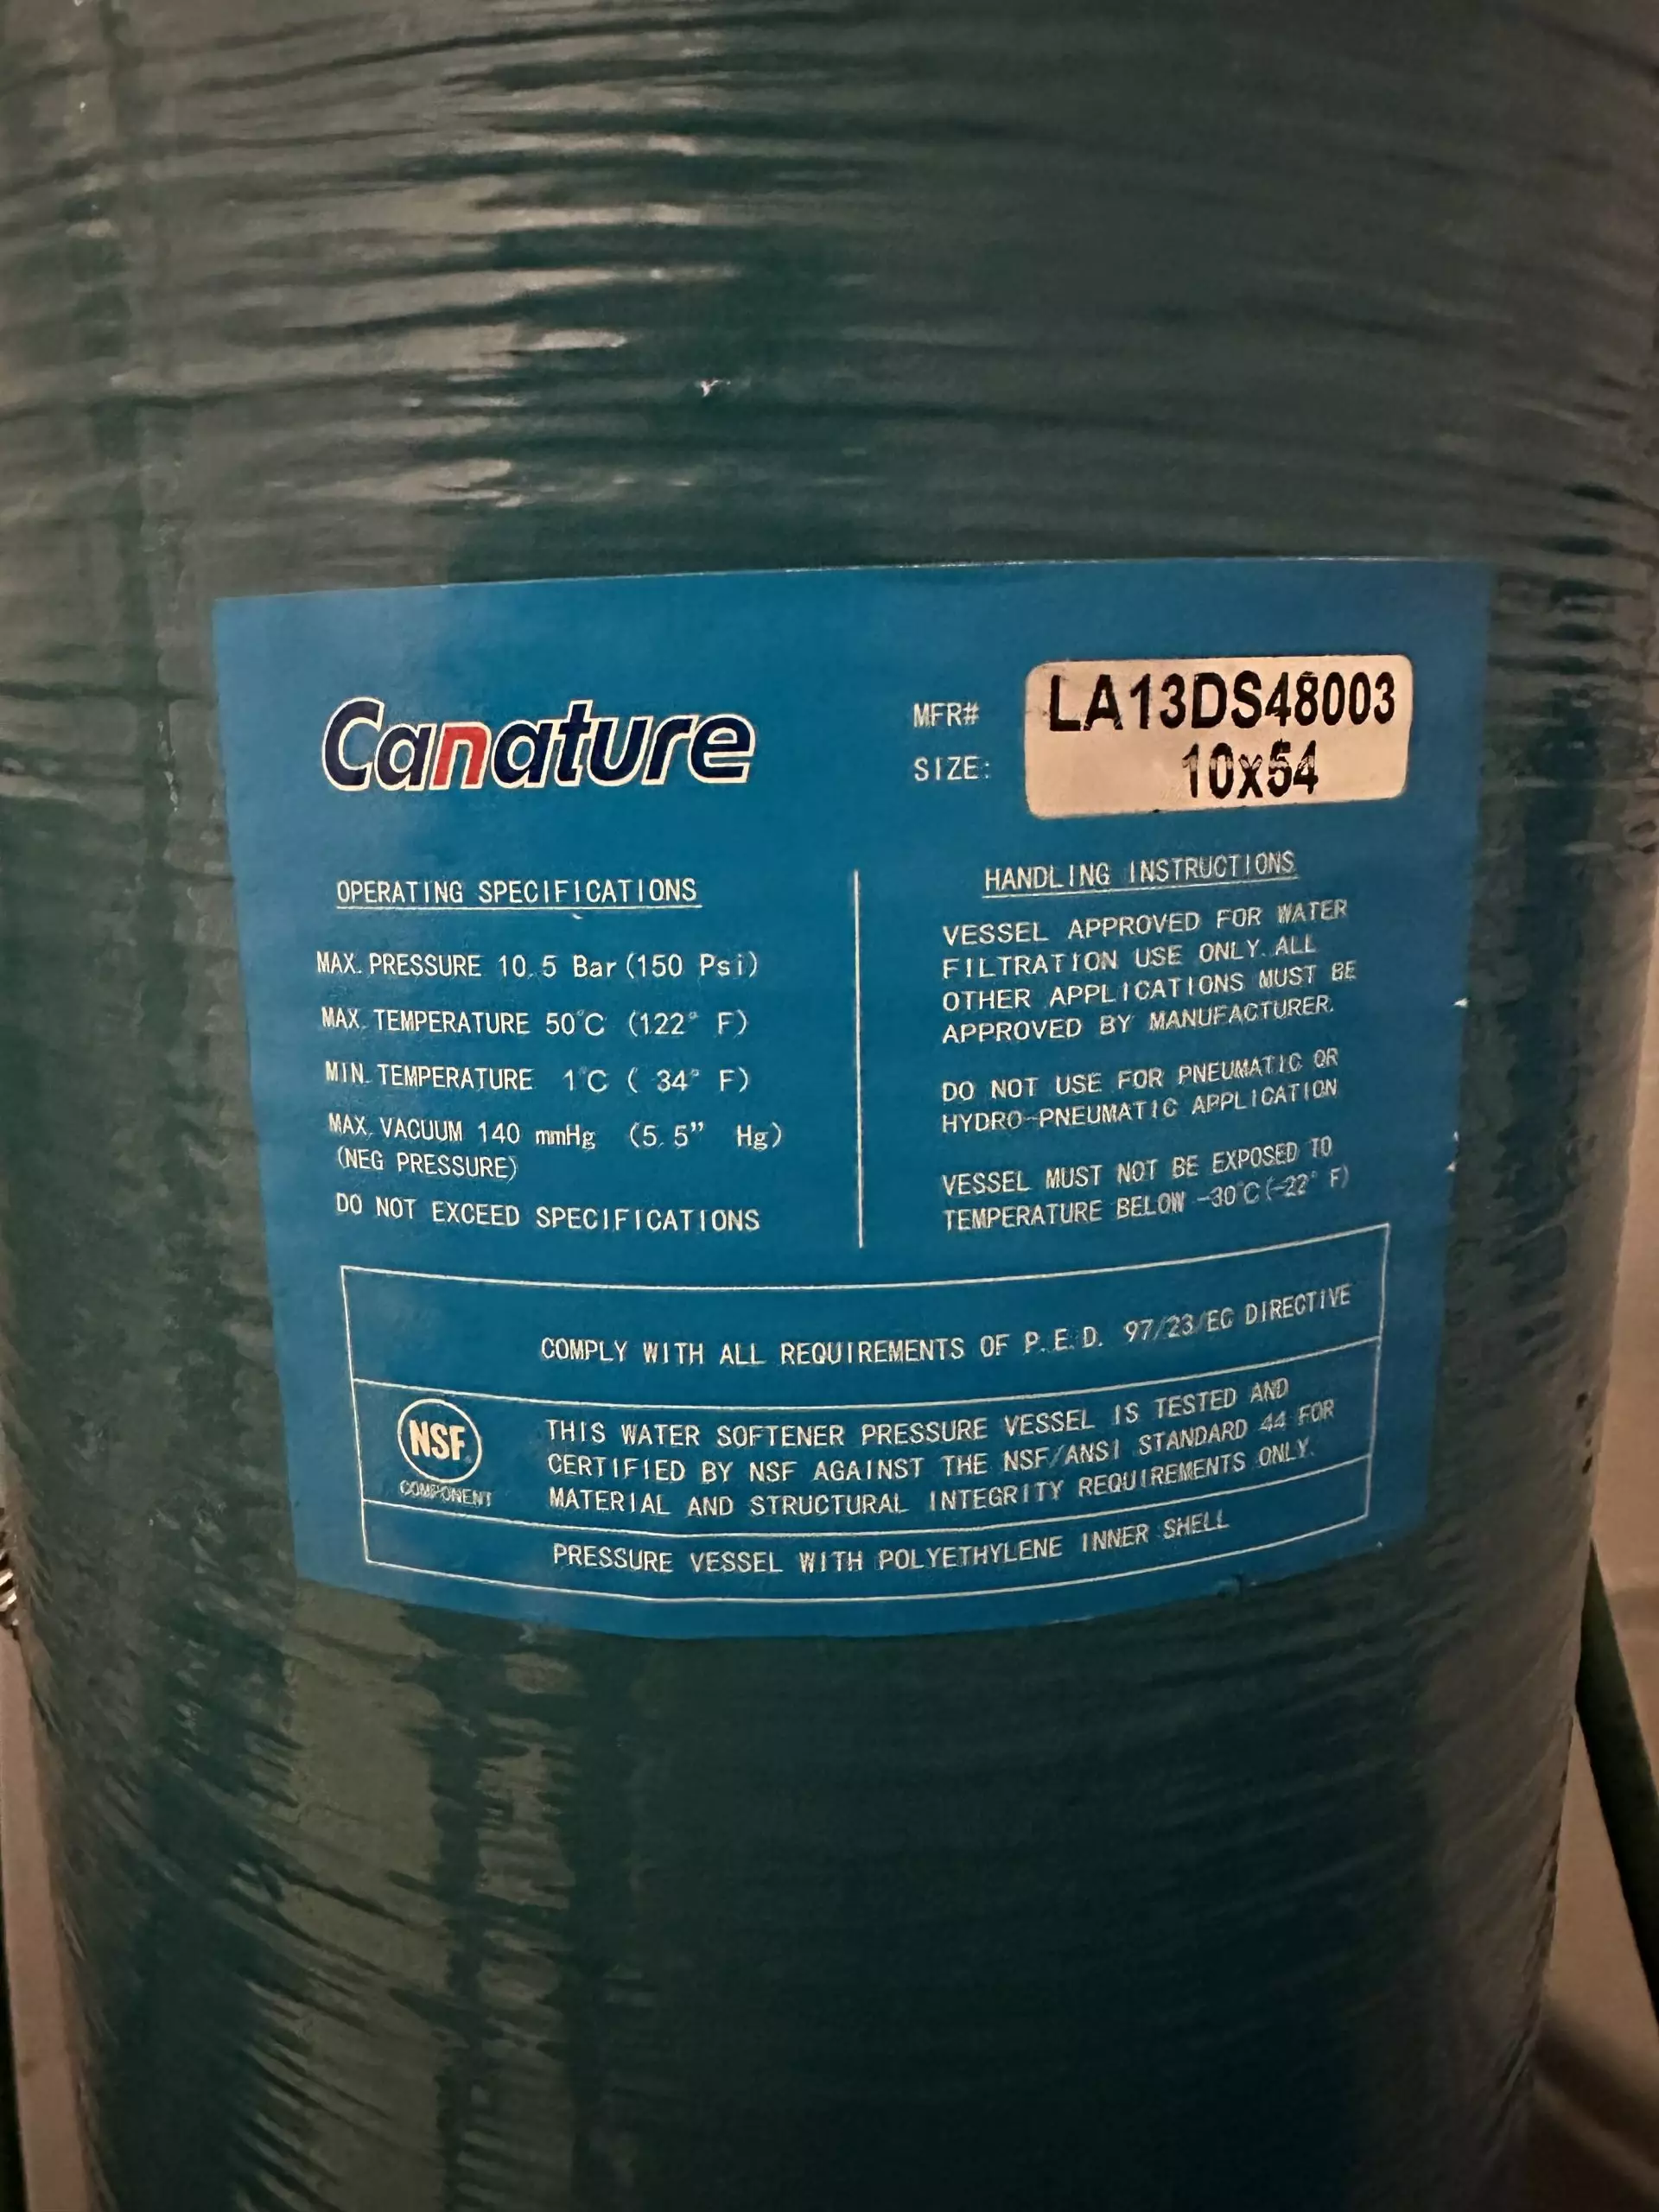 Canature
MFR# LA13DS48003
SIZE: 10x54
OPERATING SPECIFICATIONS
MAX. PRESSURE 10.5 Bar (150 Psi)
MAX. TEMPERATURE 50°C (122° F)
MIN. TEMPERATURE 1°C ( 34° F)
MAX. VACUUM 140 mmHg (5.5” Hg)
(NEG PRESSURE)
DO NOT EXCEED SPECIFICATIONS
HANDLING INSTRUCTIONS
VESSEL APPROVED FOR WATER
FILTRATION USE ONLY. ALL
OTHER APPLICATIONS MUST BE
APPROVED BY MANUFACTURER.
DO NOT USE FOR PNEUMATIC OR
HYDRO-PNEUMATIC APPLICATION
VESSEL MUST NOT BE EXPOSED TO
TEMPERATURE BELOW -30°C(-22° F)
COMPLY WITH ALL REQUIREMENTS OF P.E.D. 97/23/EC DIRECTIVE
NSF
COMPONENT
THIS WATER SOFTENER PRESSURE VESSEL IS TESTED AND
CERTIFIED BY NSF AGAINST THE NSF/ANSI STANDARD 44 FOR
MATERIAL AND STRUCTURAL INTEGRITY REQUIREMENTS ONLY.
PRESSURE VESSEL WITH POLYETHYLENE INNER SHELL